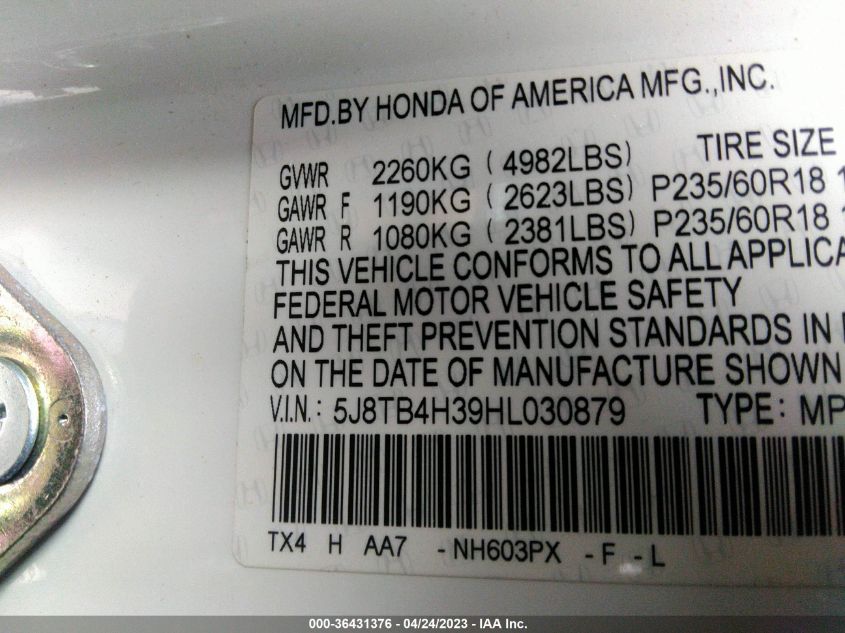 MFD.BY HONDA OF AMERICA MFG.,INC.
GVWR 2260KG ( 4982LBS) TIRE SIZE
GAWR F 1190KG ( 2623LBS) P235/60R18 1
GAWR R 1080KG ( 2381LBS) P235/60R18 1
THIS VEHICLE CONFORMS TO ALL APPLICA
FEDERAL MOTOR VEHICLE SAFETY
AND THEFT PREVENTION STANDARDS IN
ON THE DATE OF MANUFACTURE SHOWN
V.I.N.: 5J8TB4H39HL030879 TYPE: MP
TX4 H AA7 -NH603PX -F -L
000-36431376 - 04/24/2023 - IAA Inc.